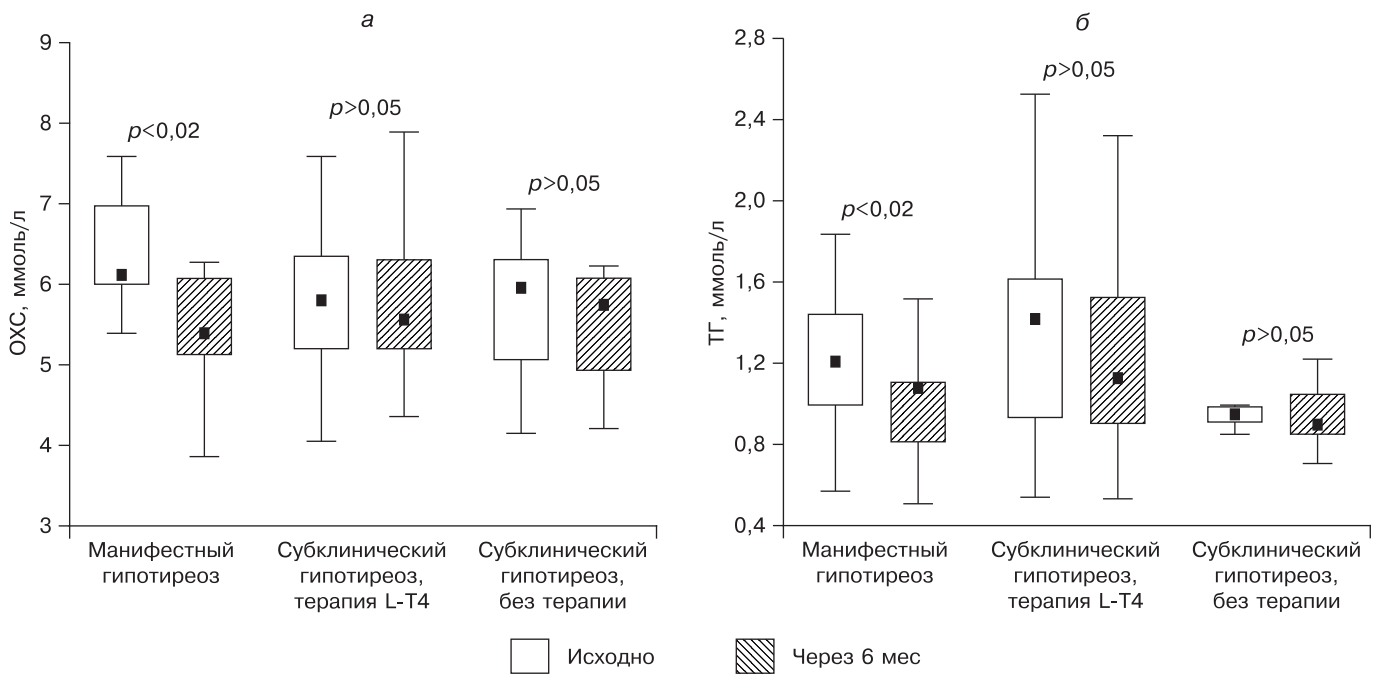 а
9
8
7
6
5
4
3
ОХС, ммоль/л
p<0,02
p>0,05
p>0,05
Манифестный
гипотиреоз
Субклинический
гипотиреоз,
терапия L-T4
Субклинический
гипотиреоз,
без терапии
б
2,8
2,4
2,0
1,6
1,2
0,8
0,4
ТГ, ммоль/л
p<0,02
p>0,05
p>0,05
Манифестный
гипотиреоз
Субклинический
гипотиреоз,
терапия L-T4
Субклинический
гипотиреоз,
без терапии
Исходно
Через 6 мес